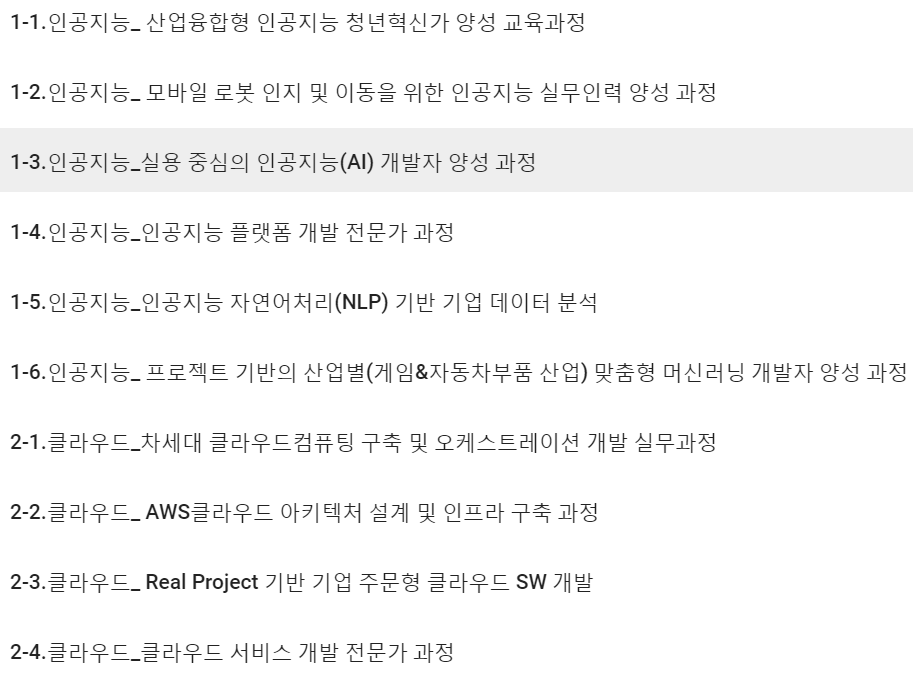 1-1.인공지능_ 산업융합형 인공지능 청년혁신가 양성 교육과정
1-2.인공지능_ 모바일 로봇 인지 및 이동을 위한 인공지능 실무인력 양성 과정
1-3.인공지능_실용 중심의 인공지능(AI) 개발자 양성 과정
1-4.인공지능_인공지능 플랫폼 개발 전문가 과정
1-5.인공지능_인공지능 자연어처리(NLP) 기반 기업 데이터 분석
1-6.인공지능_ 프로젝트 기반의 산업별(게임&자동차부품 산업) 맞춤형 머신러닝 개발자 양성 과정
2-1.클라우드_차세대 클라우드컴퓨팅 구축 및 오케스트레이션 개발 실무과정
2-2.클라우드_ AWS클라우드 아키텍처 설계 및 인프라 구축 과정
2-3.클라우드_ Real Project 기반 기업 주문형 클라우드 SW 개발
2-4.클라우드_클라우드 서비스 개발 전문가 과정